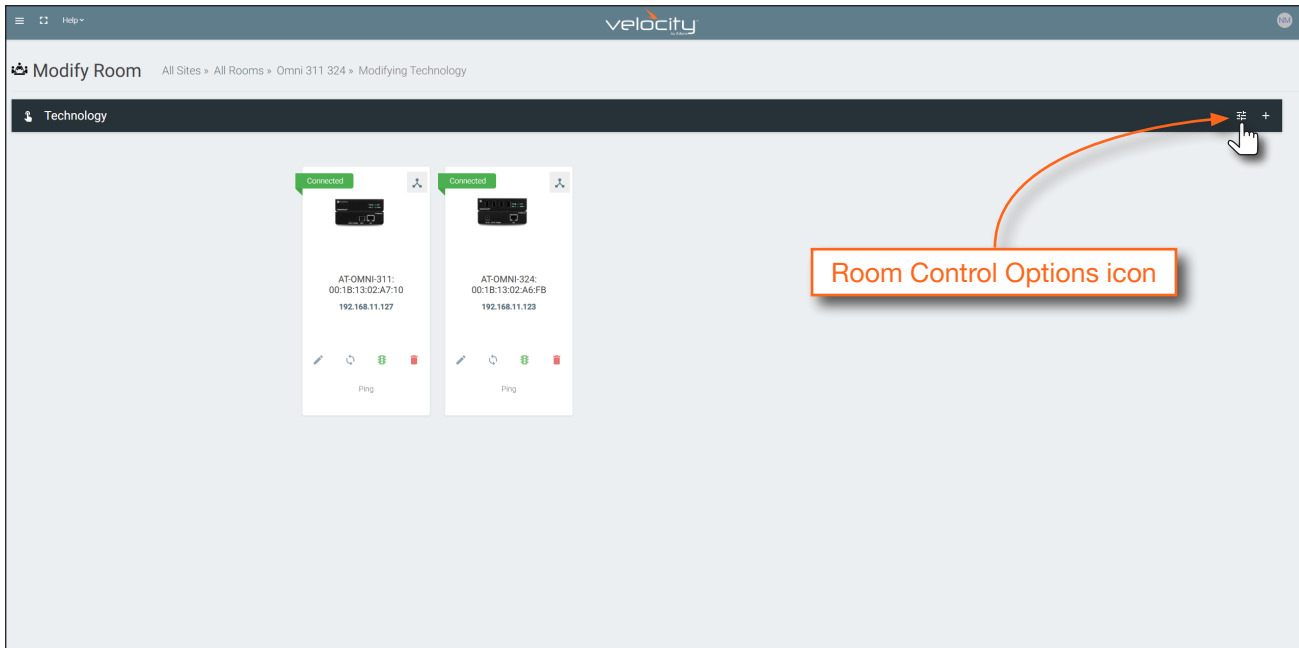 Help
velocity
by Atlona
NM
Modify Room
All Sites » All Rooms » Omni 311 324 » Modifying Technology
Technology
Connected
Connected
AT-OMNI-311:
00:1B:13:02:A7:10
192.168.11.127
AT-OMNI-324:
00:1B:13:02:A6:FB
192.168.11.123
Ping
Ping
Room Control Options icon